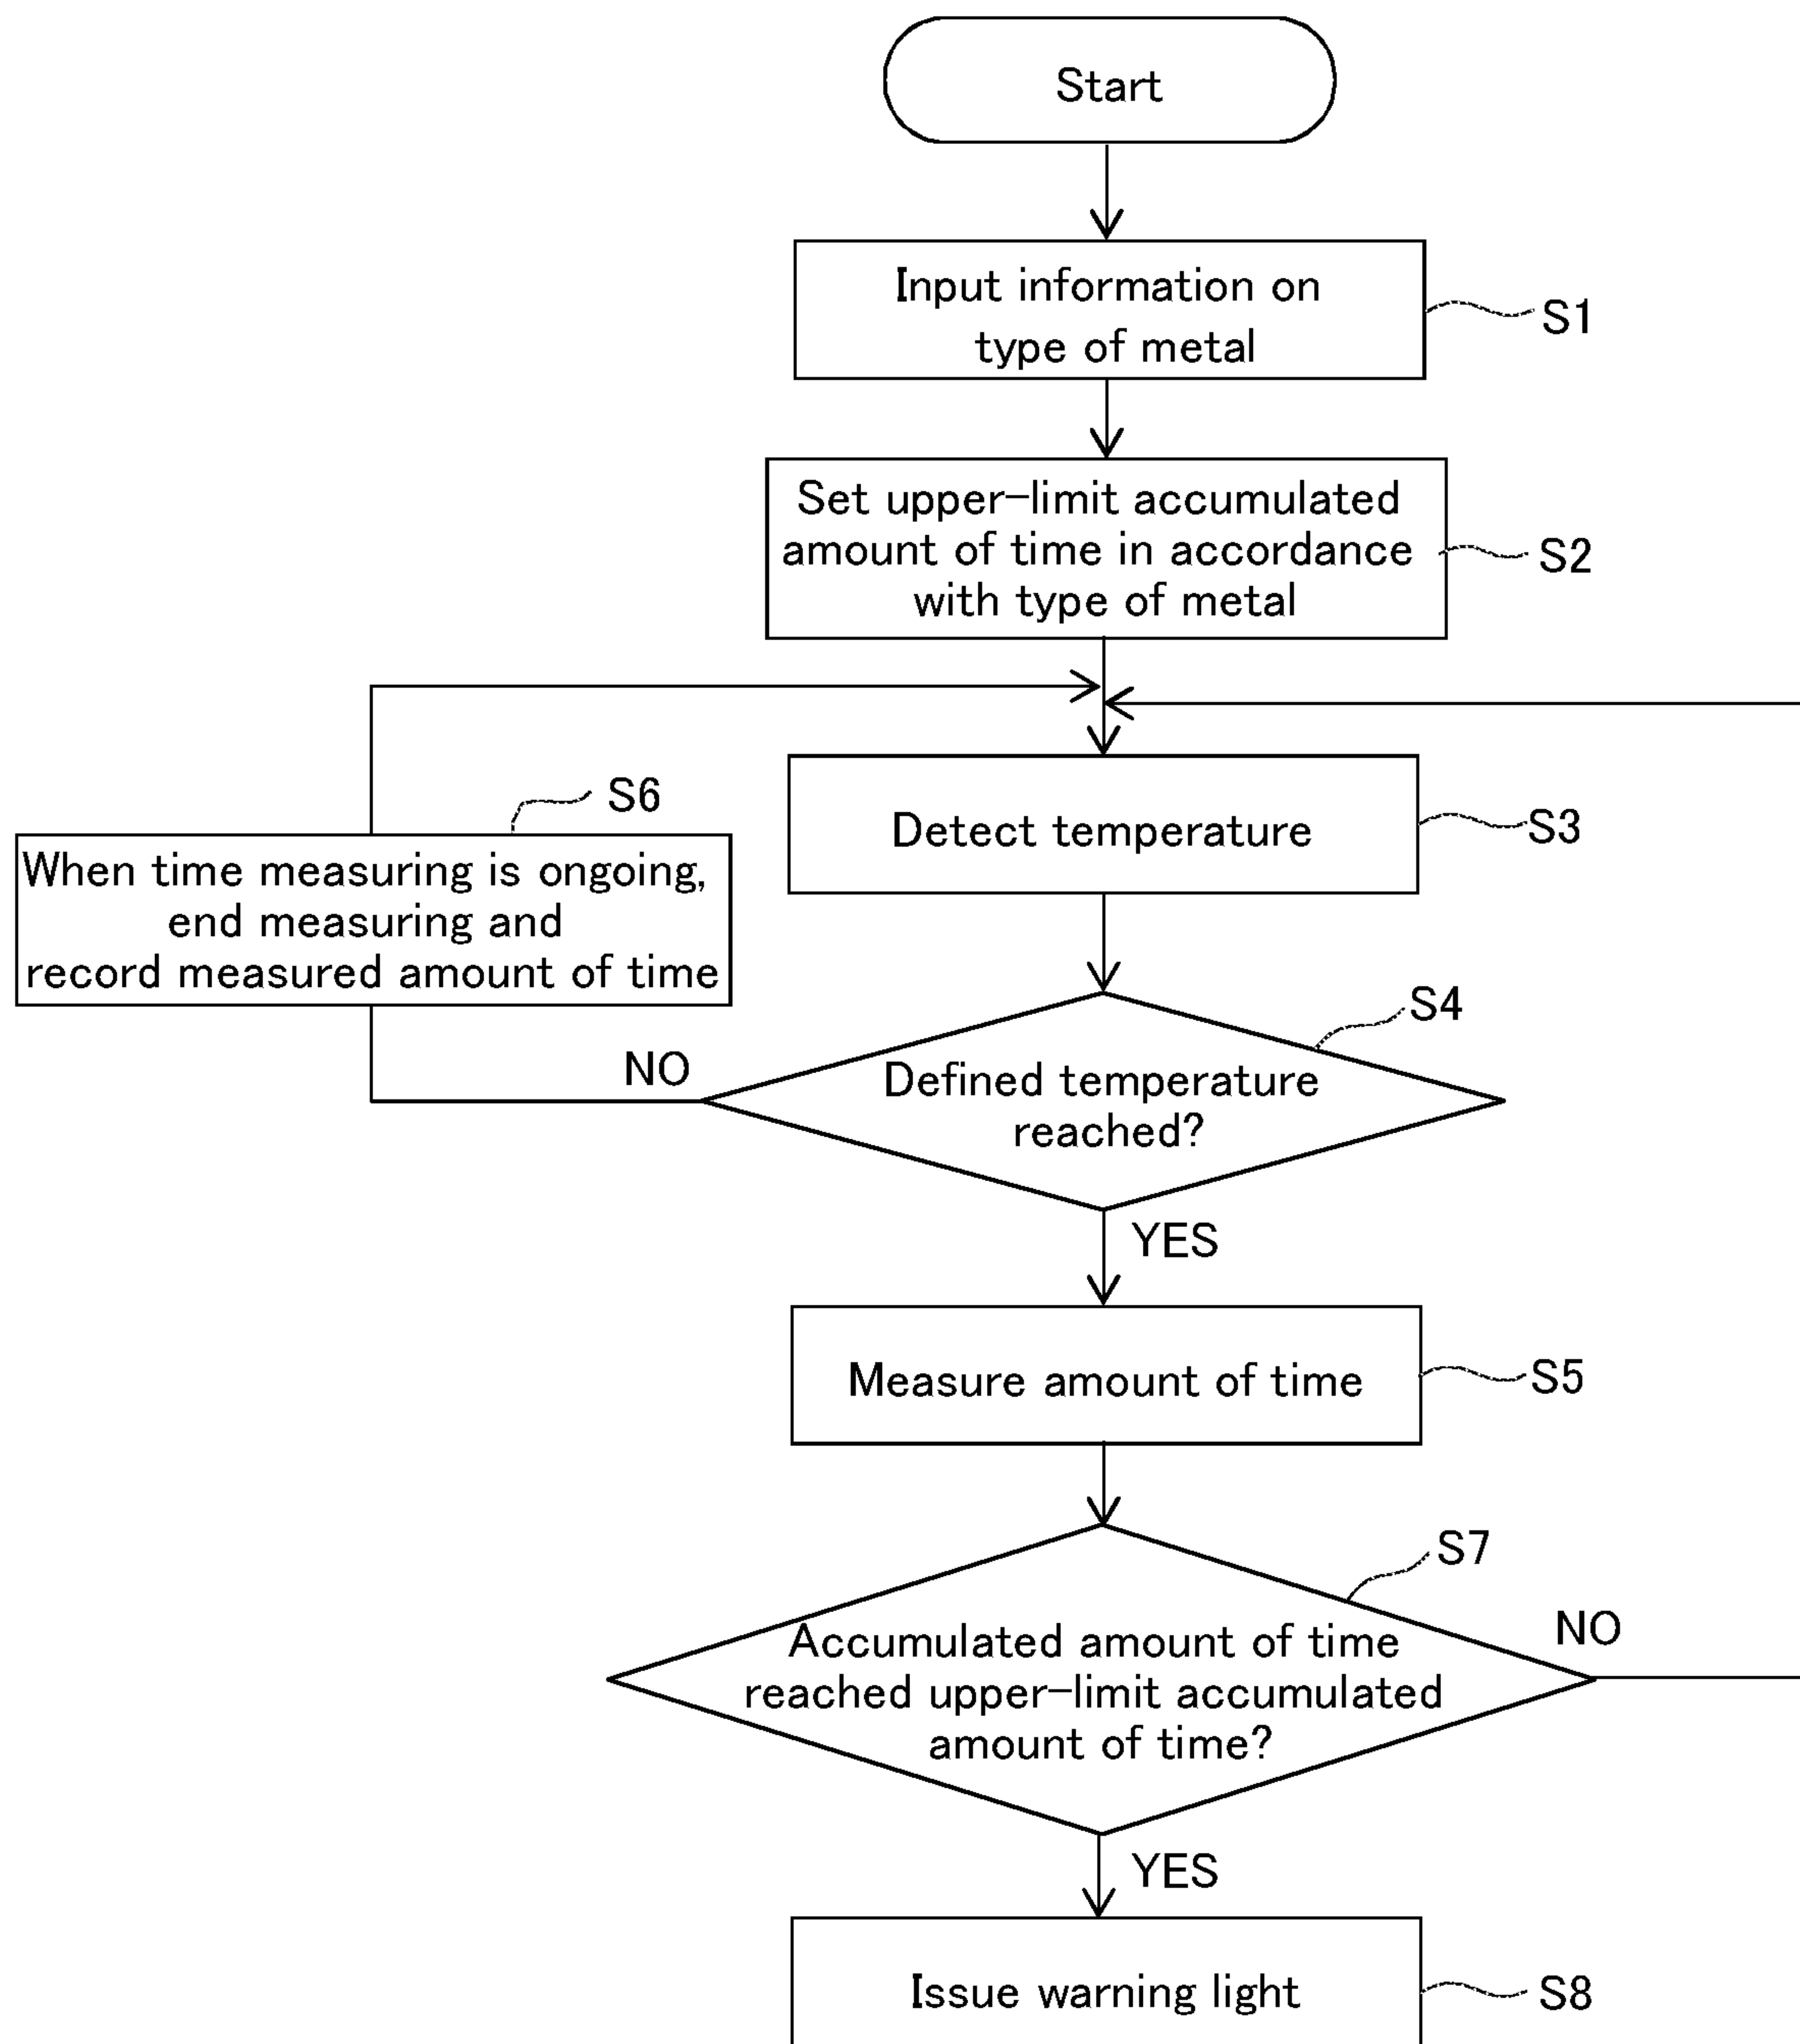 Start
Input information on
type of metal
S1
Set upper-limit accumulated
amount of time in accordance
with type of metal
S2
S6
When time measuring is ongoing,
end measuring and
record measured amount of time
Detect temperature
S3
S4
NO
Defined temperature
reached?
YES
Measure amount of time
S5
S7
NO
Accumulated amount of time
reached upper-limit accumulated
amount of time?
YES
Issue warning light
S8